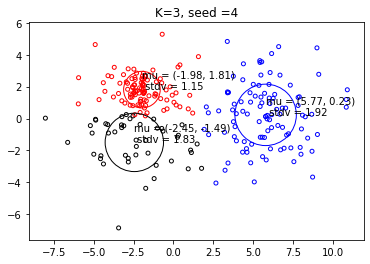 K=3, seed =4
mu = (-1.98, 1.81)
stdv = 1.15
mu = (5.77, 0.23)
stdv = 1.92
mu = (-2.45, -1.49)
stdv = 1.83
6
4
2
0
−2
−4
−6
−7.5 −5.0 −2.5 0.0 2.5 5.0 7.5 10.0